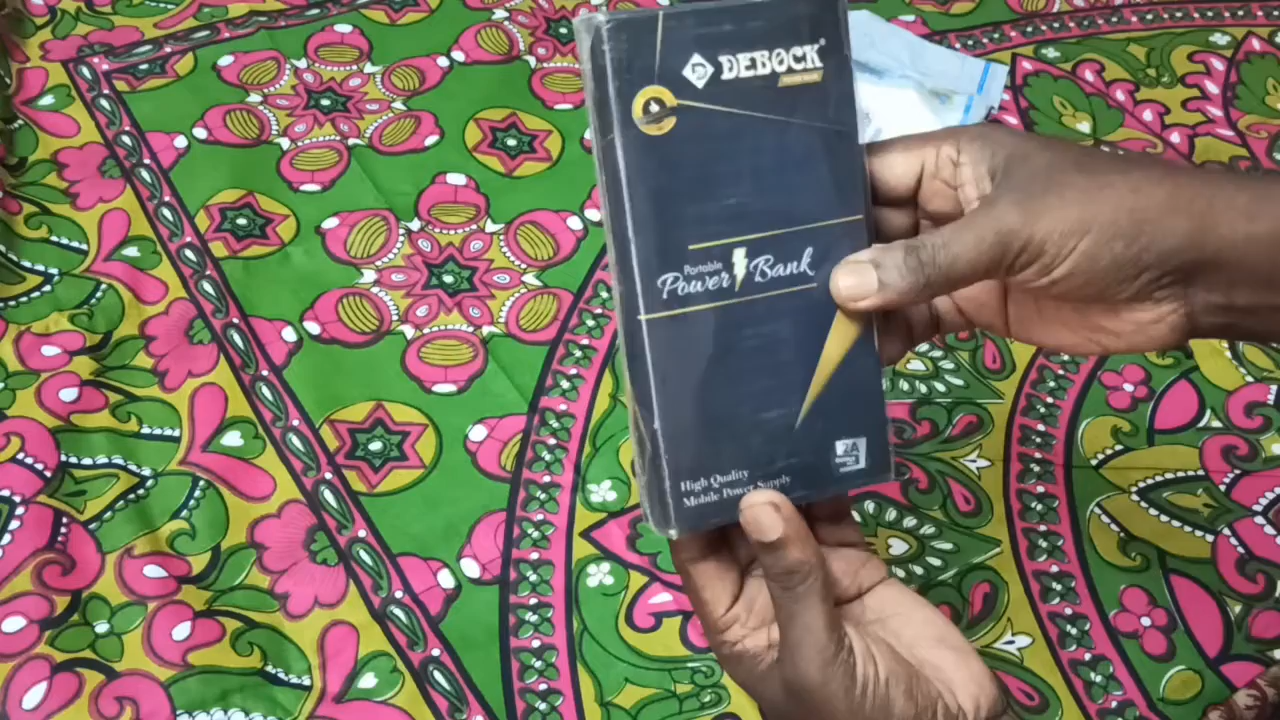 DEBOCK
Portable
Power Bank
2A
High Quality
Mobile Power Supply